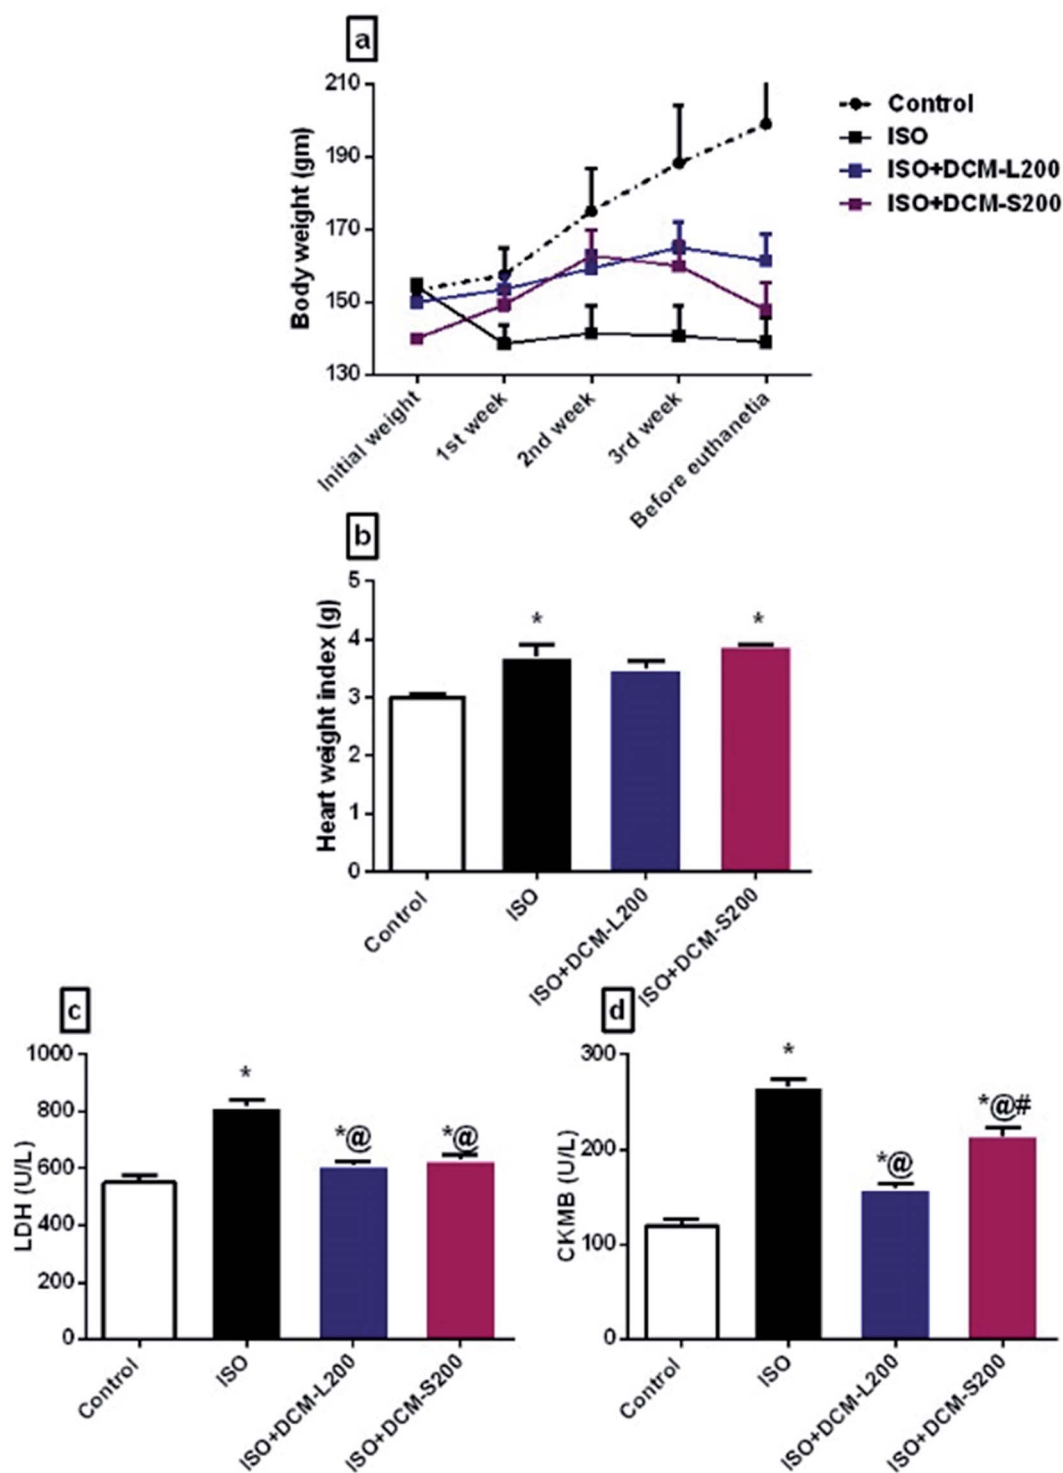 a
210
190
170
150
130
Body weight (gm)
Control
ISO
ISO+DCM-L200
ISO+DCM-S200
Initial weight
1st week
2nd week
3rd week
Before euthanetia
b
5
4
3
2
1
0
Heart weight index (g)
*
*
Control
ISO
ISO+DCM-L200
ISO+DCM-S200
c
1000
800
600
400
200
0
LDH (U/L)
*
*@
*@
Control
ISO
ISO+DCM-L200
ISO+DCM-S200
d
300
200
100
0
CKMB (U/L)
*
*@
*@#
Control
ISO
ISO+DCM-L200
ISO+DCM-S200